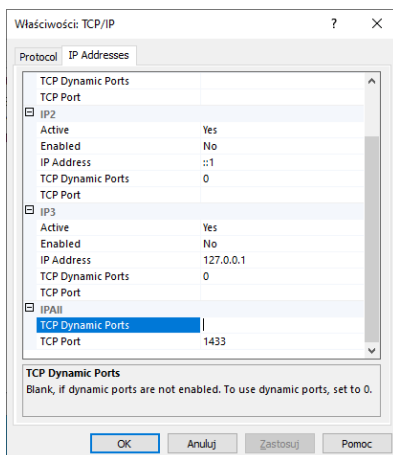 Właściwości: TCP/IP ? ×
Protocol IP Addresses
TCP Dynamic Ports
TCP Port
IP2
Active Yes
Enabled No
IP Address ::1
TCP Dynamic Ports 0
TCP Port
IP3
Active Yes
Enabled No
IP Address 127.0.0.1
TCP Dynamic Ports 0
TCP Port
IPAll
TCP Dynamic Ports
TCP Port 1433
TCP Dynamic Ports
Blank, if dynamic ports are not enabled. To use dynamic ports, set to 0.
OK Anuluj Zastosuj Pomoc